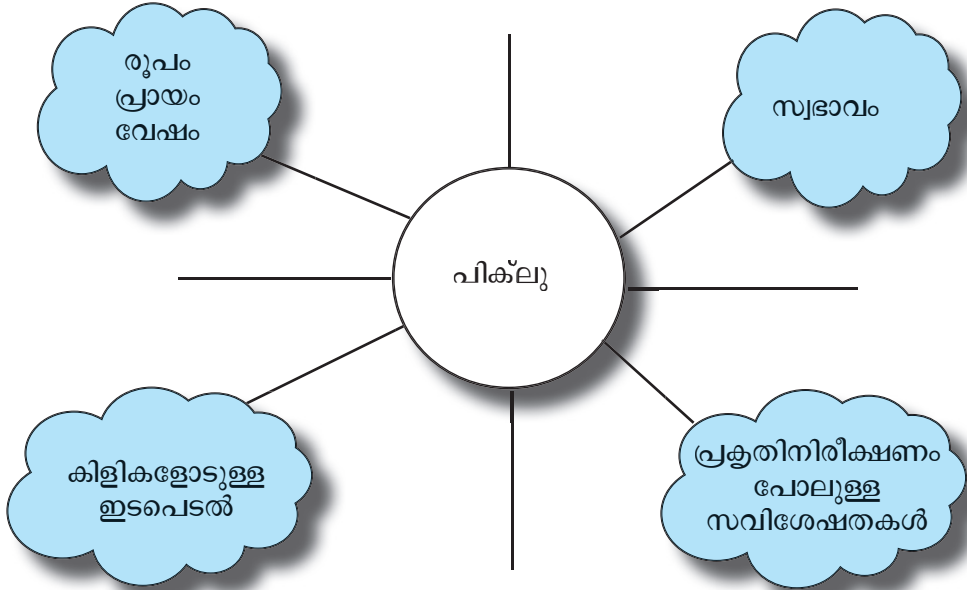 രൂപം
പ്രായം
വേഷം
സ്വഭാവം
പിക്‌ലു
കിളികളോടുള്ള
ഇടപെടൽ
പ്രകൃതിനിരീക്ഷണം
പോലുള്ള
സവിശേഷതകൾ